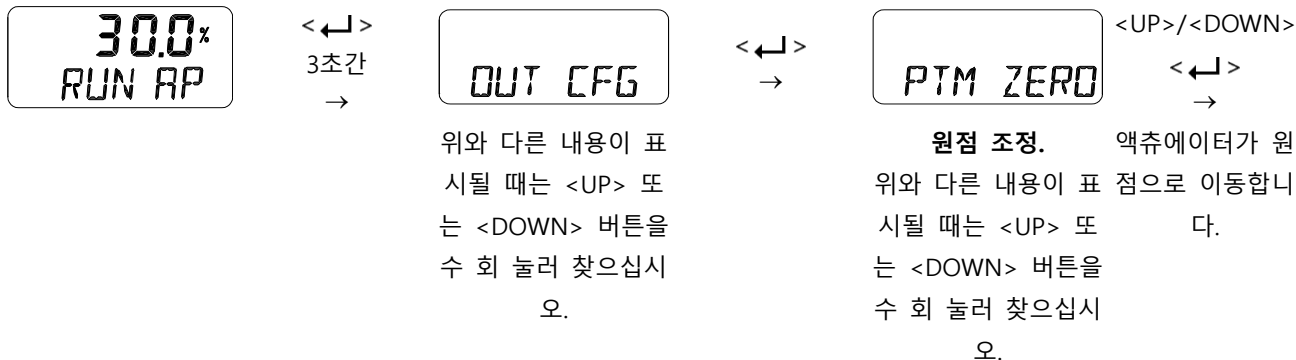 30.0%
RUN AP
<↵>
3초간
→
OUT CFG
위와 다른 내용이 표
시될 때는 <UP> 또
는 <DOWN> 버튼을
수 회 눌러 찾으십시
오.
<↵>
→
PTM ZERO
원점 조정.
위와 다른 내용이 표
시될 때는 <UP> 또
는 <DOWN> 버튼을
수 회 눌러 찾으십시
오.
<UP>/<DOWN>
<↵>
→
액츄에이터가 원
점으로 이동합니
다.